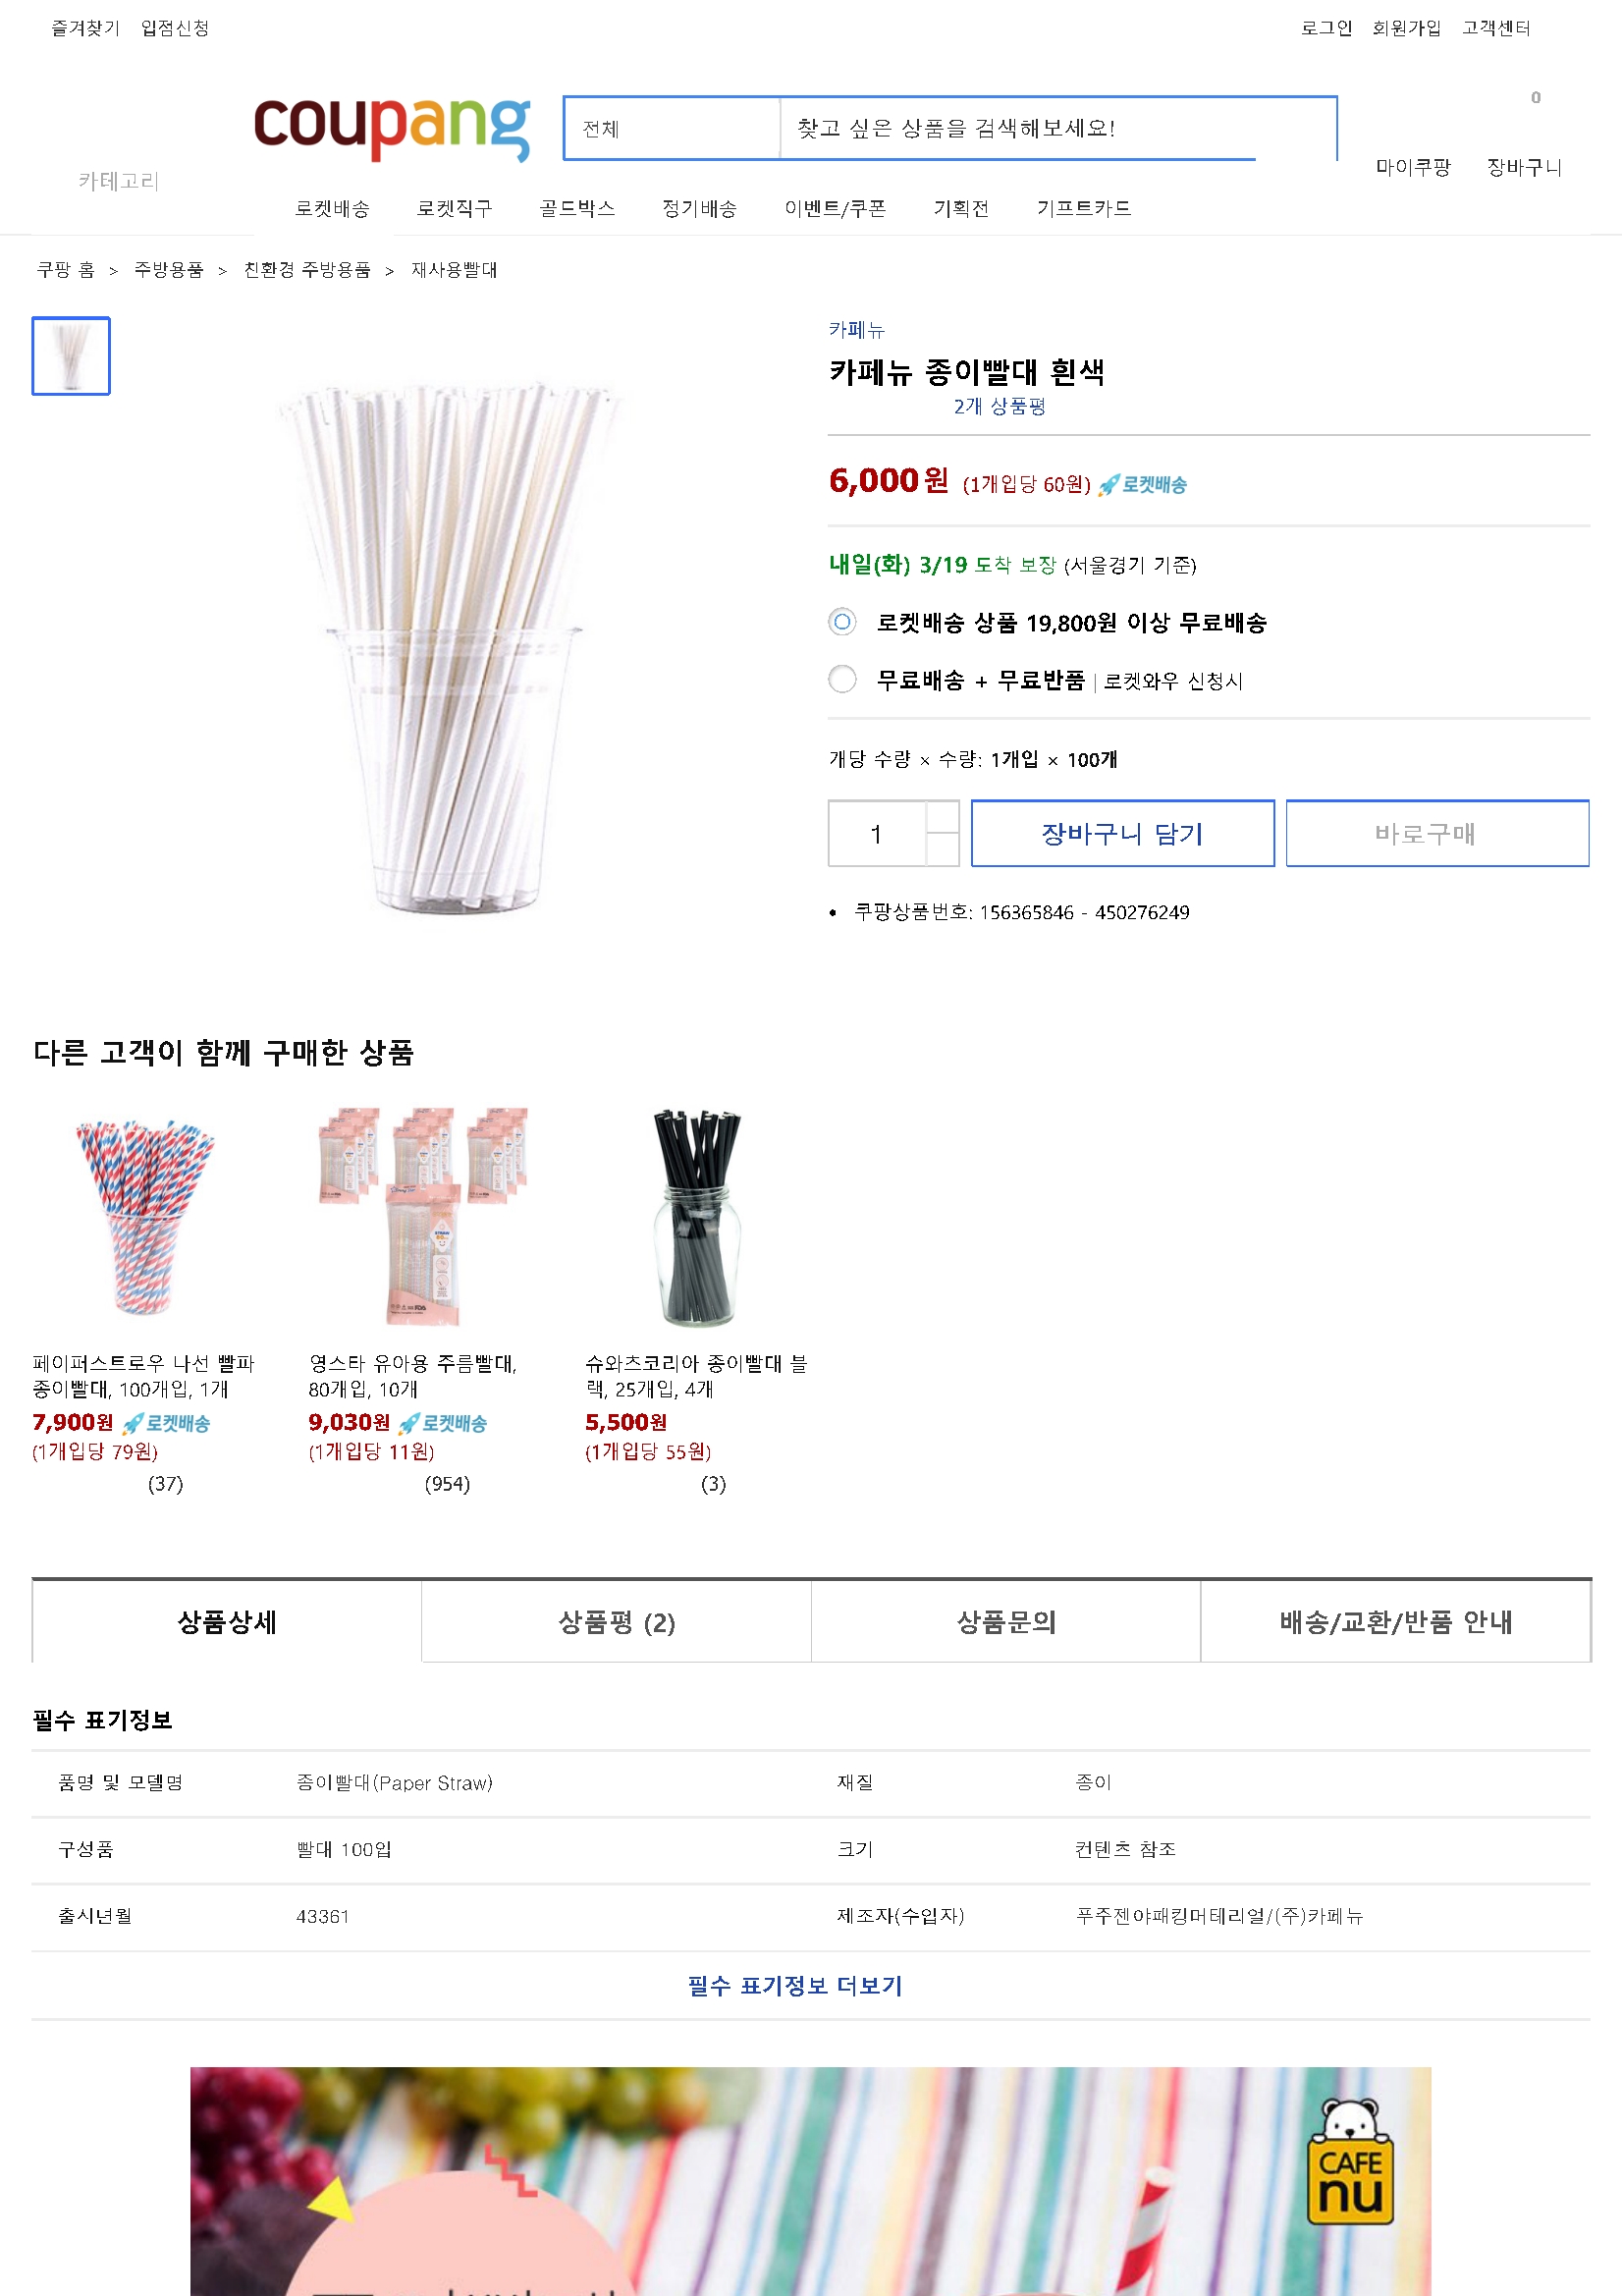 즐겨찾기 입점신청
로그인 회원가입 고객센터
0
coupang
전체 찾고 싶은 상품을 검색해보세요!
마이쿠팡 장바구니
카테고리
로켓배송 로켓직구 골드박스 정기배송 이벤트/쿠폰 기획전 기프트카드
쿠팡 홈 > 주방용품 > 친환경 주방용품 > 재사용빨대
카페뉴
카페뉴 종이빨대 흰색
2개 상품평
6,000원 (1개입당 60원) 로켓배송
내일(화) 3/19 도착 보장 (서울경기 기준)
로켓배송 상품 19,800원 이상 무료배송
무료배송 + 무료반품 | 로켓와우 신청시
개당 수량 × 수량: 1개입 × 100개
1 장바구니 담기 바로구매
• 쿠팡상품번호: 156365846 - 450276249
다른 고객이 함께 구매한 상품
페이퍼스트로우 나선 빨파
종이빨대, 100개입, 1개
7,900원 로켓배송
(1개입당 79원)
(37)
영스타 유아용 주름빨대,
80개입, 10개
9,030원 로켓배송
(1개입당 11원)
(954)
슈와츠코리아 종이빨대 블
랙, 25개입, 4개
5,500원
(1개입당 55원)
(3)
상품상세 상품평 (2) 상품문의 배송/교환/반품 안내
필수 표기정보
품명 및 모델명 종이빨대(Paper Straw) 재질 종이
구성품 빨대 100입 크기 컨텐츠 참조
출시년월 43361 제조자(수입자) 푸주젠야패킹머테리얼/(주)카페뉴
필수 표기정보 더보기
CAFE
nu